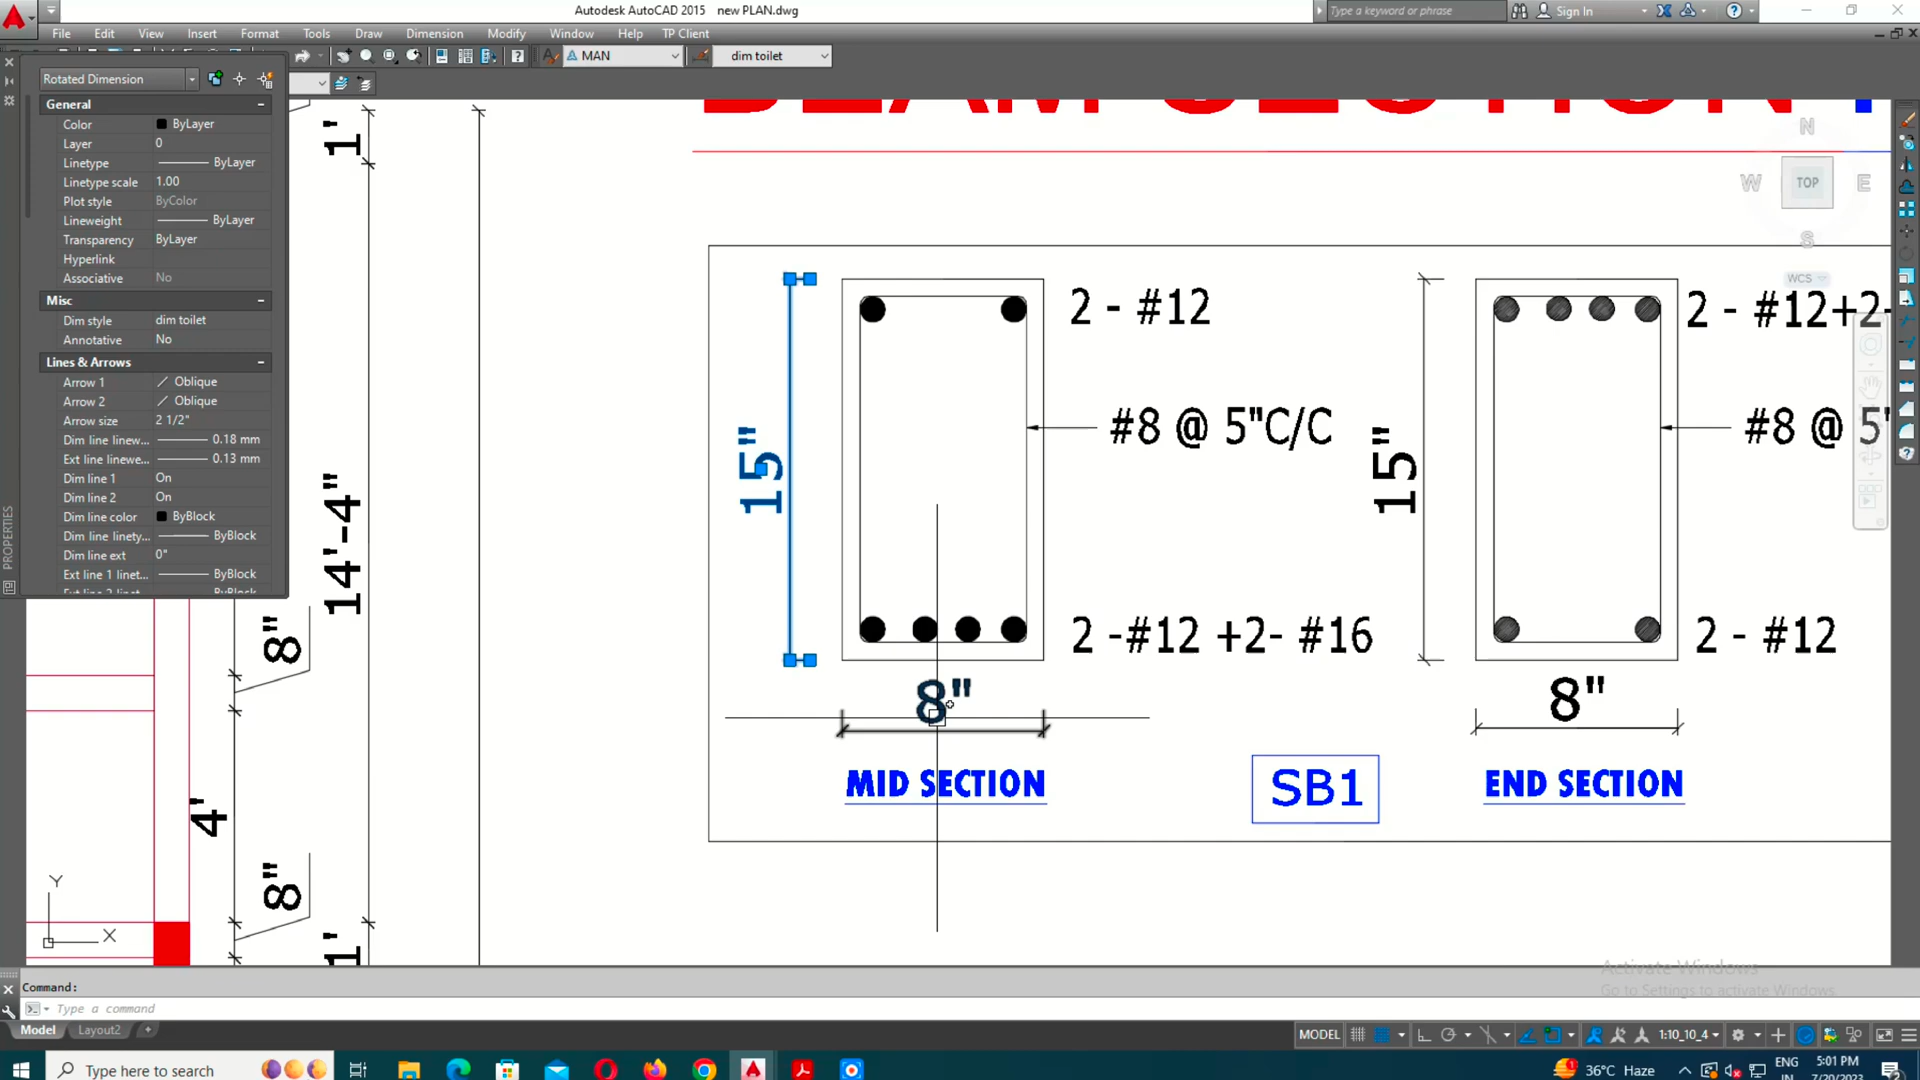 Autodesk AutoCAD 2015 new PLAN.dwg
Type a keyword or phrase
Sign In
File Edit View Insert Format Tools Draw Dimension Modify Window Help TP Client
MAN
dim toilet
Rotated Dimension
General
Color ByLayer
Layer 0
Linetype ByLayer
Linetype scale 1.00
Plot style ByColor
Lineweight ByLayer
Transparency ByLayer
Hyperlink
Associative No
Misc
Dim style dim toilet
Annotative No
Lines & Arrows
Arrow 1 Oblique
Arrow 2 Oblique
Arrow size 2 1/2"
Dim line linew... 0.18 mm
Ext line linewe... 0.13 mm
Dim line 1 On
Dim line 2 On
Dim line color ByBlock
Dim line linety... ByBlock
Dim line ext 0"
Ext line 1 linet... ByBlock
PROPERTIES
BEAM SECTION
N
W TOP E
S
WCS
1'
14'-4"
8"
4'
8"
1'
Y
X
2 - #12
15"
#8 @ 5"C/C
2 -#12 +2- #16
8"
MID SECTION
SB1
2 - #12+2-
15"
#8 @ 5"
2 - #12
8"
END SECTION
Activate Windows
Go to Settings to activate Windows.
Command:
Type a command
Model Layout2 +
MODEL
1:10_10_4
Type here to search
36°C Haze
ENG
IN
5:01 PM
7/20/2023